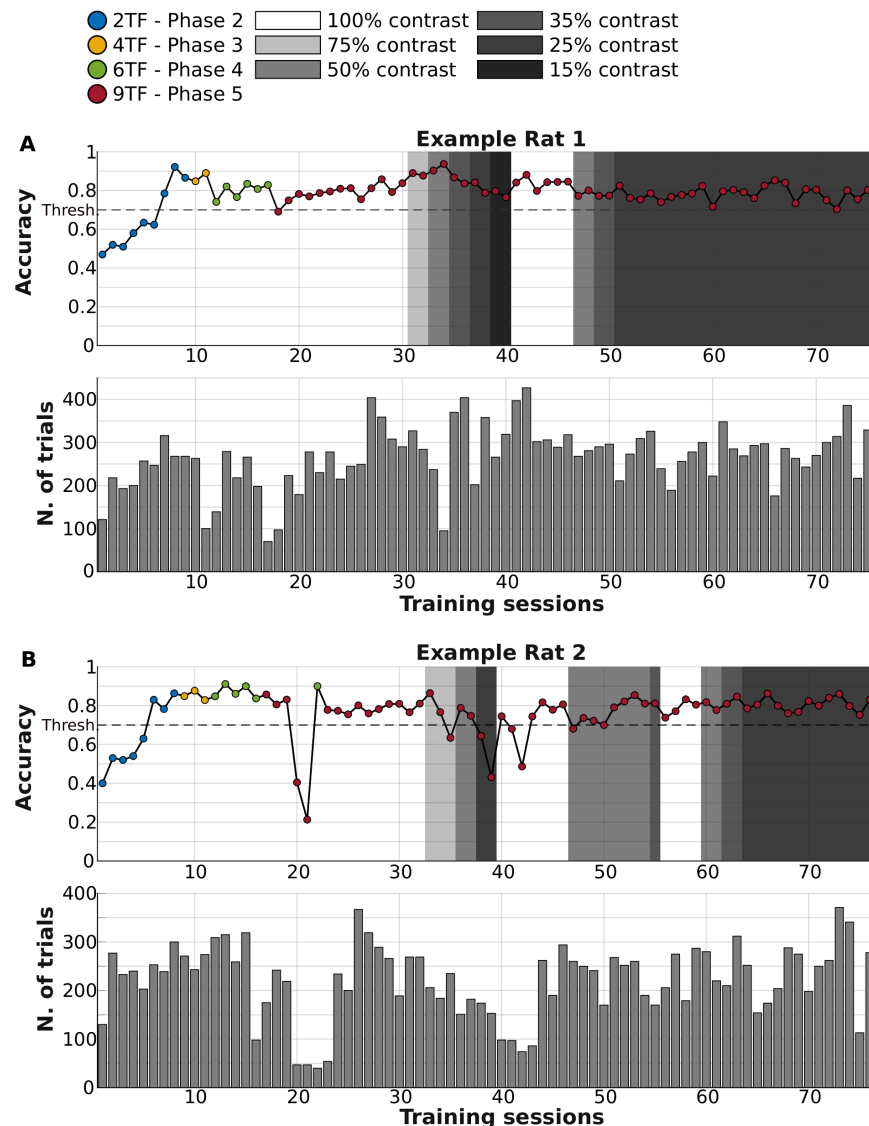 2TF - Phase 2
4TF - Phase 3
6TF - Phase 4
9TF - Phase 5
100% contrast
75% contrast
50% contrast
35% contrast
25% contrast
15% contrast
A
Example Rat 1
Accuracy
1
0.8
Thresh.
0.6
0.4
0.2
0
10 20 30 40 50 60 70
N. of trials
400
300
200
100
0
10 20 30 40 50 60 70
Training sessions
B
Example Rat 2
Accuracy
1
0.8
Thresh.
0.6
0.4
0.2
0
10 20 30 40 50 60 70
N. of trials
400
300
200
100
0
10 20 30 40 50 60 70
Training sessions